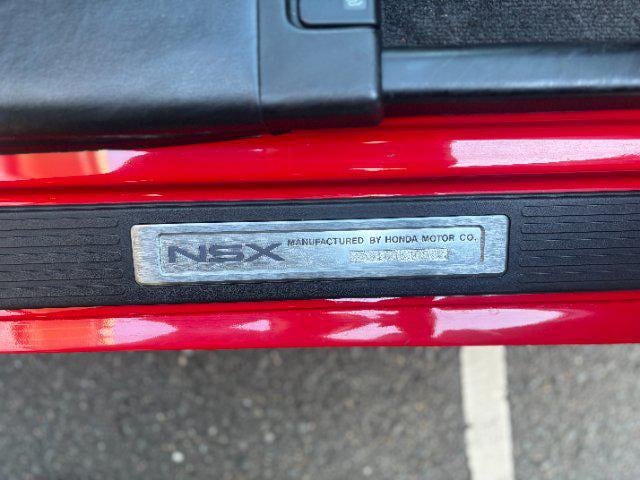 NSX
MANUFACTURED BY HONDA MOTOR CO.